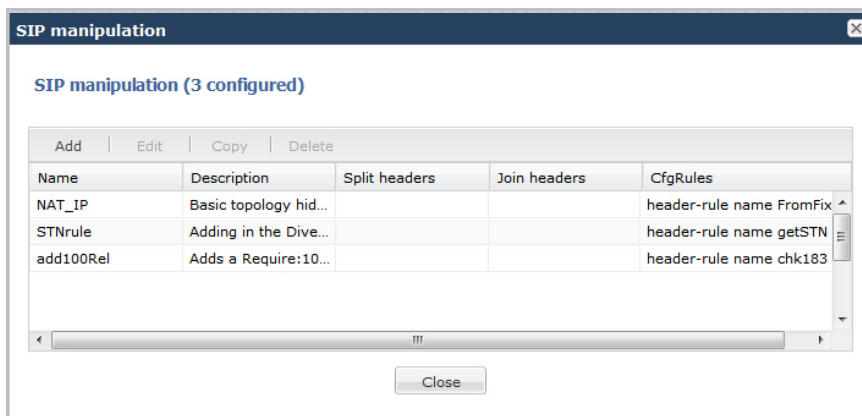 SIP manipulation
SIP manipulation (3 configured)
Add Edit Copy Delete
Name Description Split headers Join headers CfgRules
NAT_IP Basic topology hid... header-rule name FromFix
STNrule Adding in the Dive... header-rule name getSTN
add100Rel Adds a Require:10... header-rule name chk183
Close